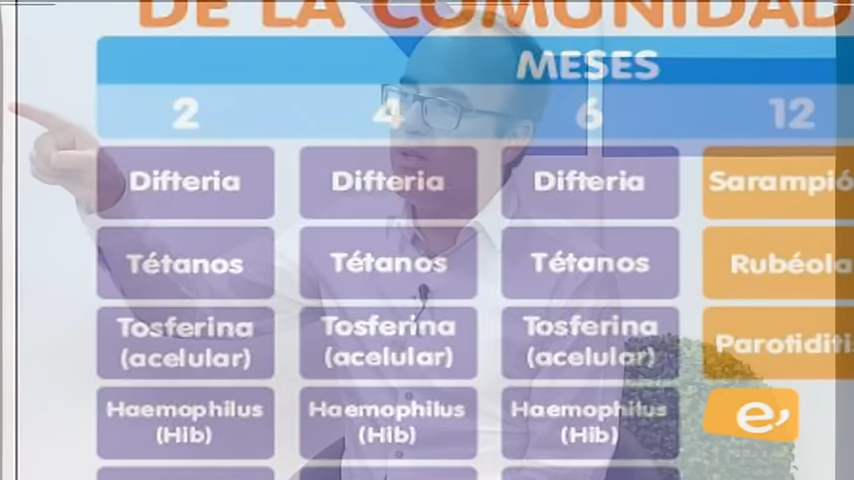 DE LA COMUNIDAD
MESES
2 4 6 12
Difteria Difteria Difteria Sarampió
Tétanos Tétanos Tétanos Rubéola
Tosferina Tosferina Tosferina Parotiditi
(acelular) (acelular) (acelular)
Haemophilus Haemophilus Haemophilus
(Hib) (Hib) (Hib)
e